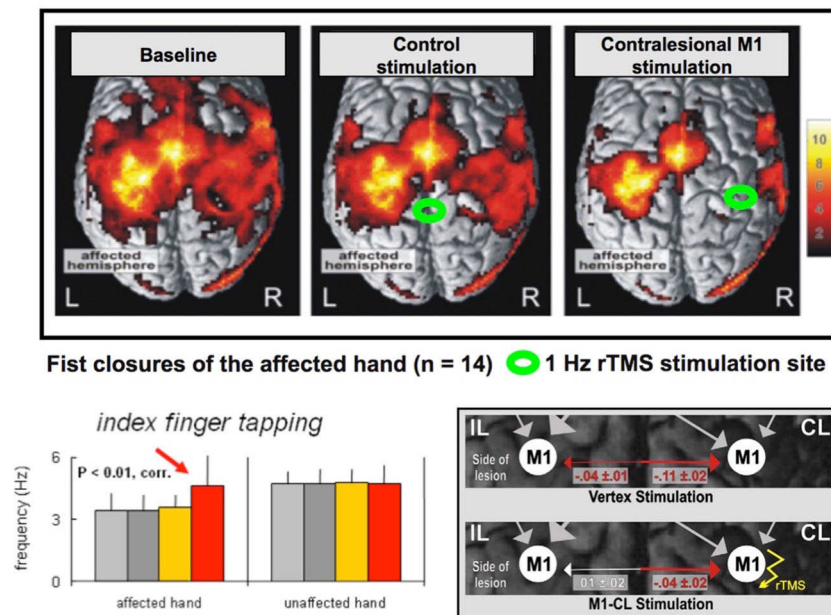 Baseline
Control
stimulation
Contralesional M1
stimulation
10
8
6
4
2
affected
hemisphere
L
R
affected
hemisphere
L
R
affected
hemisphere
L
R
Fist closures of the affected hand (n = 14) 1 Hz rTMS stimulation site
index finger tapping
P < 0.01, corr.
frequency (Hz)
6
3
0
affected hand
unaffected hand
IL
CL
Side of
lesion
M1
-.04 ±.01
-.11 ±.02
M1
Vertex Stimulation
IL
CL
Side of
lesion
M1
.01 ±.02
-.04 ±.02
M1
rTMS
M1-CL Stimulation